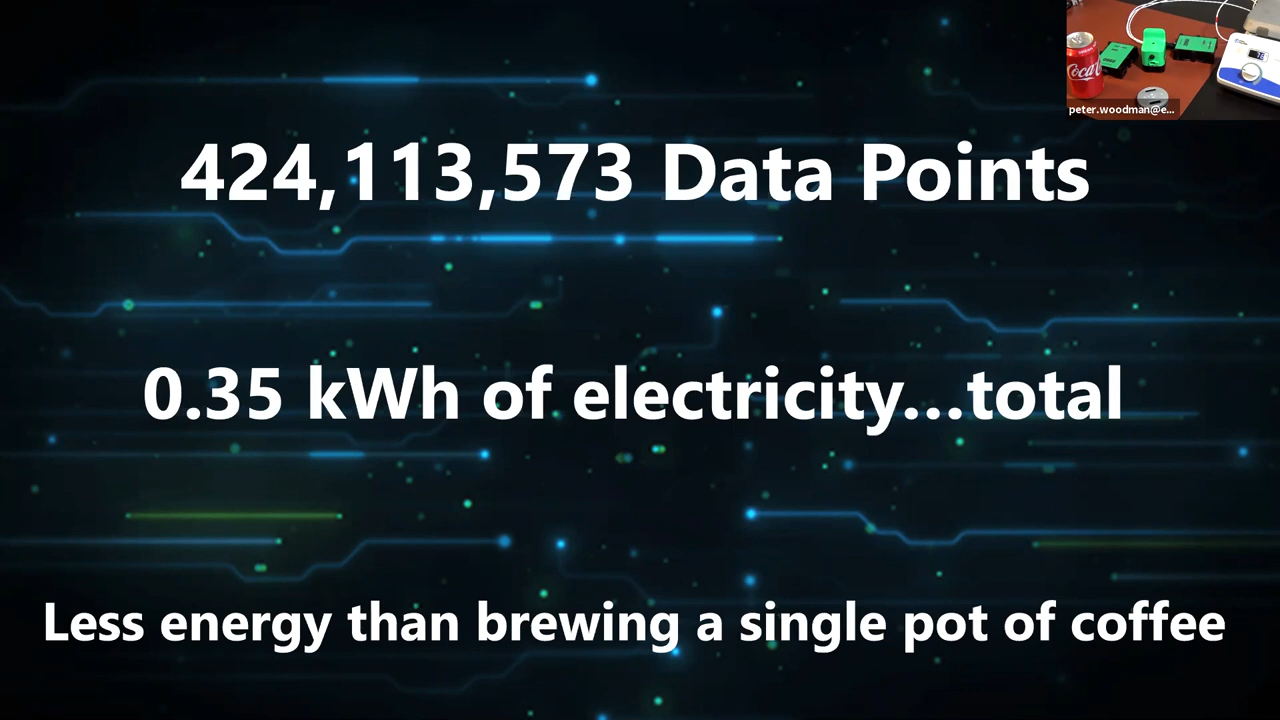 424,113,573 Data Points
0.35 kWh of electricity...total
Less energy than brewing a single pot of coffee
peter.woodman@e...